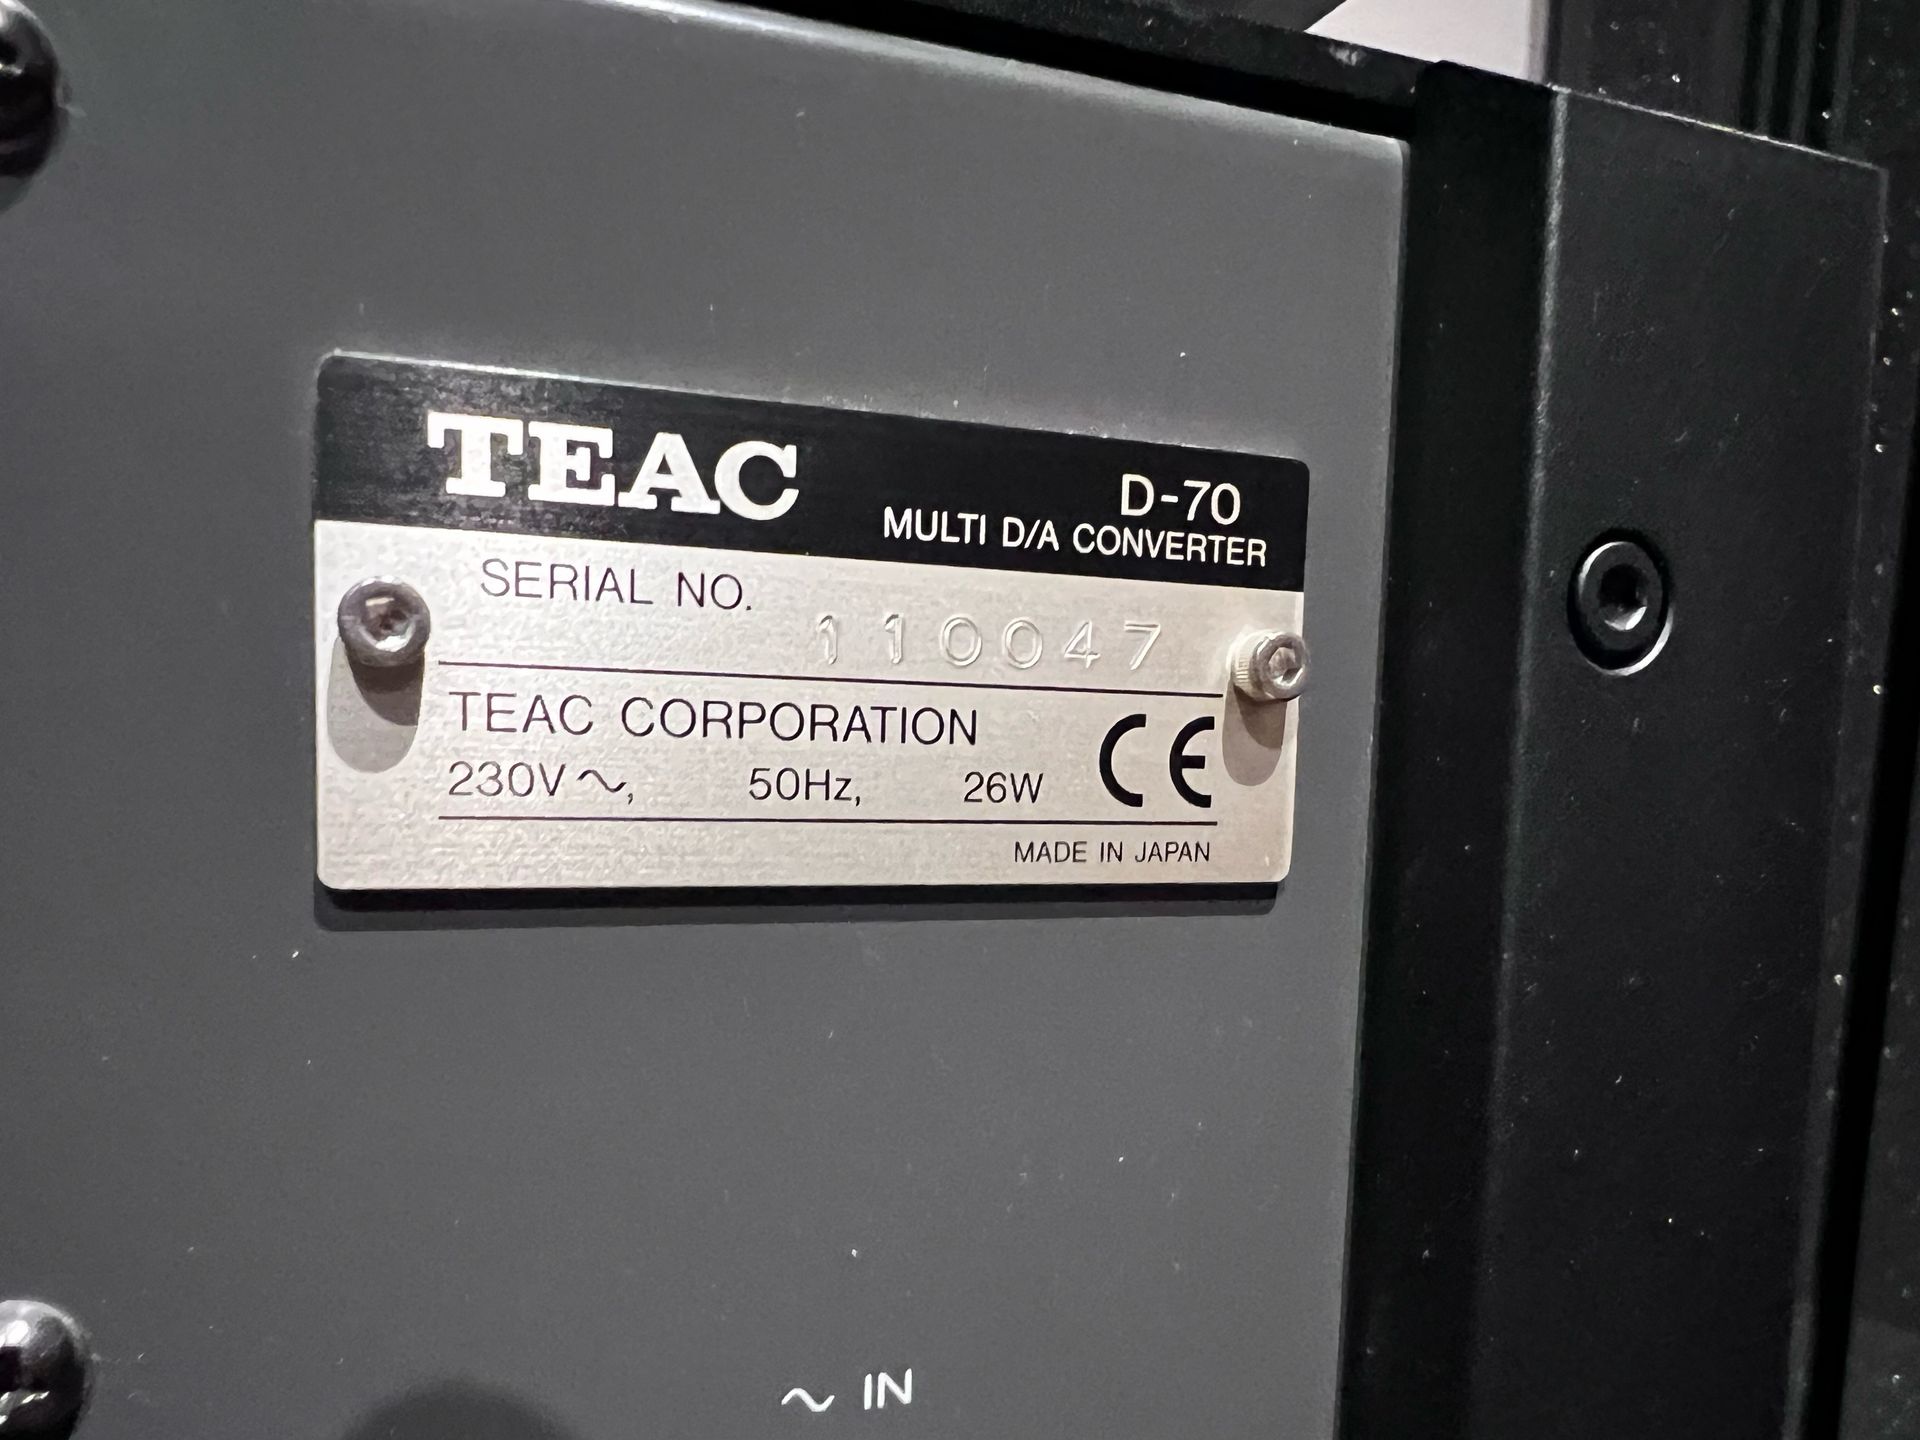 TEAC
D-70
MULTI D/A CONVERTER
SERIAL NO.
110047
TEAC CORPORATION
230V ~, 50Hz, 26W CE
MADE IN JAPAN
~ IN